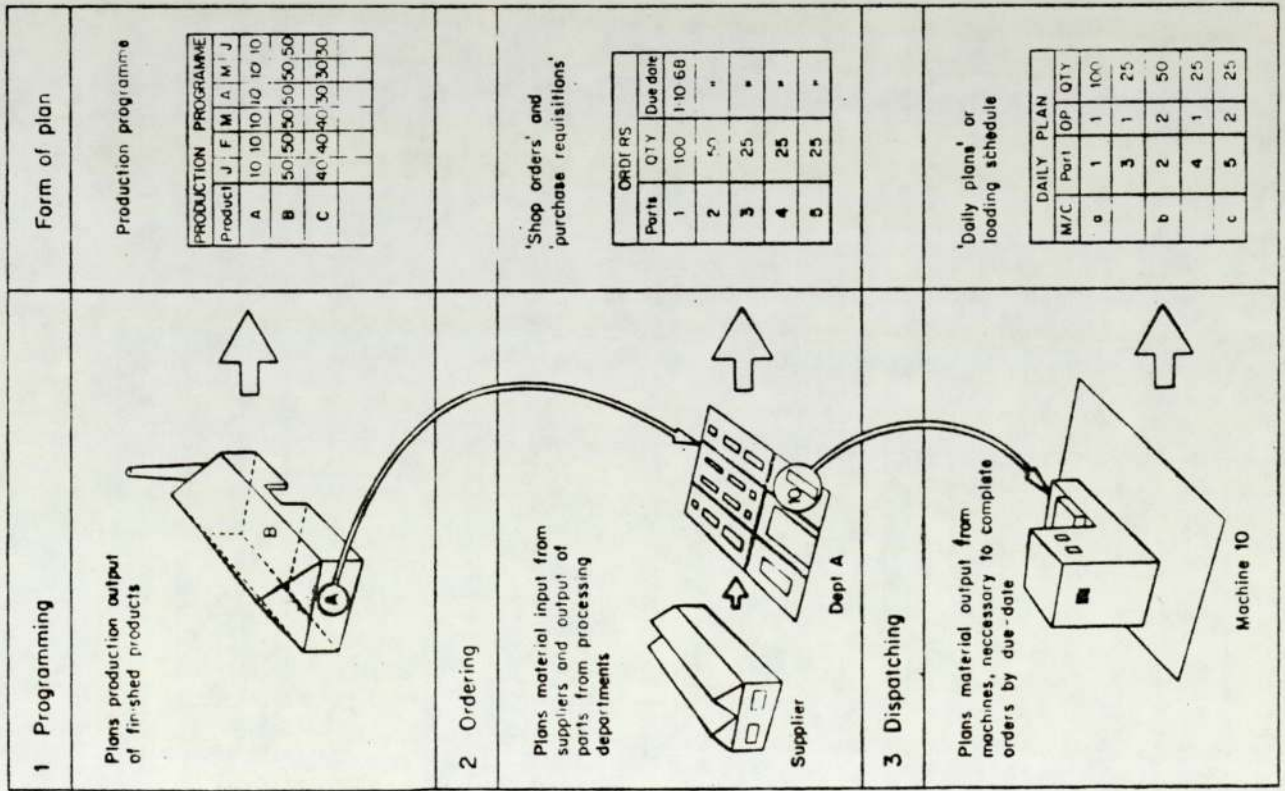 1 Programming
Form of plan
Plans production output
of finished products
B
A
Production programme
PRODUCTION PROGRAMME
Product J F M A M J
A 10 10 10 10 10 10
B 50 50 50 50 50 50
C 40 40 40 30 30 30
2 Ordering
Plans material input from
suppliers and output of
parts from processing
departments
Supplier
10
Dept A
'Shop orders' and
'purchase requisitions'
ORDERS
Parts QTY Due date
1 100 1·10 68
2 50 "
3 25 "
4 25 "
5 25 "
3 Dispatching
Plans material output from
machines, neccessary to complete
orders by due-date
Machine 10
'Daily plans' or
loading schedule
DAILY PLAN
M/C Part OP QTY
a 1 1 100
3 1 25
b 2 2 50
4 1 25
c 5 2 25